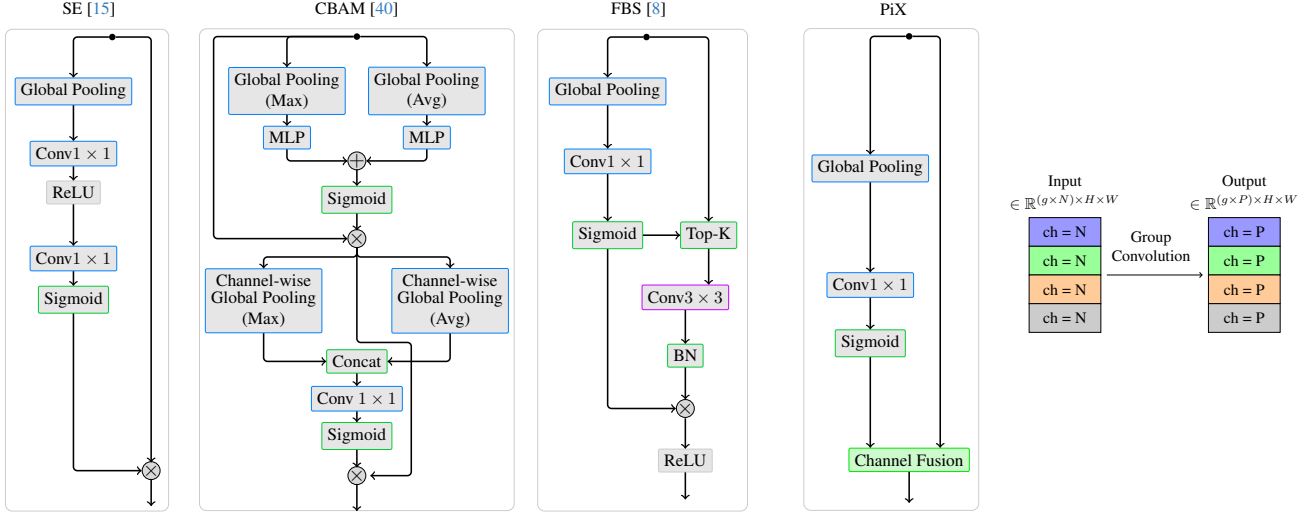 SE [15]
Global Pooling
Conv1 × 1
ReLU
Conv1 × 1
Sigmoid
×
CBAM [40]
Global Pooling
(Max)
Global Pooling
(Avg)
MLP
MLP
+
Sigmoid
×
Channel-wise
Global Pooling
(Max)
Channel-wise
Global Pooling
(Avg)
Concat
Conv 1 × 1
Sigmoid
×
FBS [8]
Global Pooling
Conv1 × 1
Sigmoid
Top-K
Conv3 × 3
BN
×
ReLU
PiX
Global Pooling
Conv1 × 1
Sigmoid
Channel Fusion
Input
∈ ℝ^(g×N)×H×W
ch = N
ch = N
ch = N
ch = N
Group
Convolution
Output
∈ ℝ^(g×P)×H×W
ch = P
ch = P
ch = P
ch = P